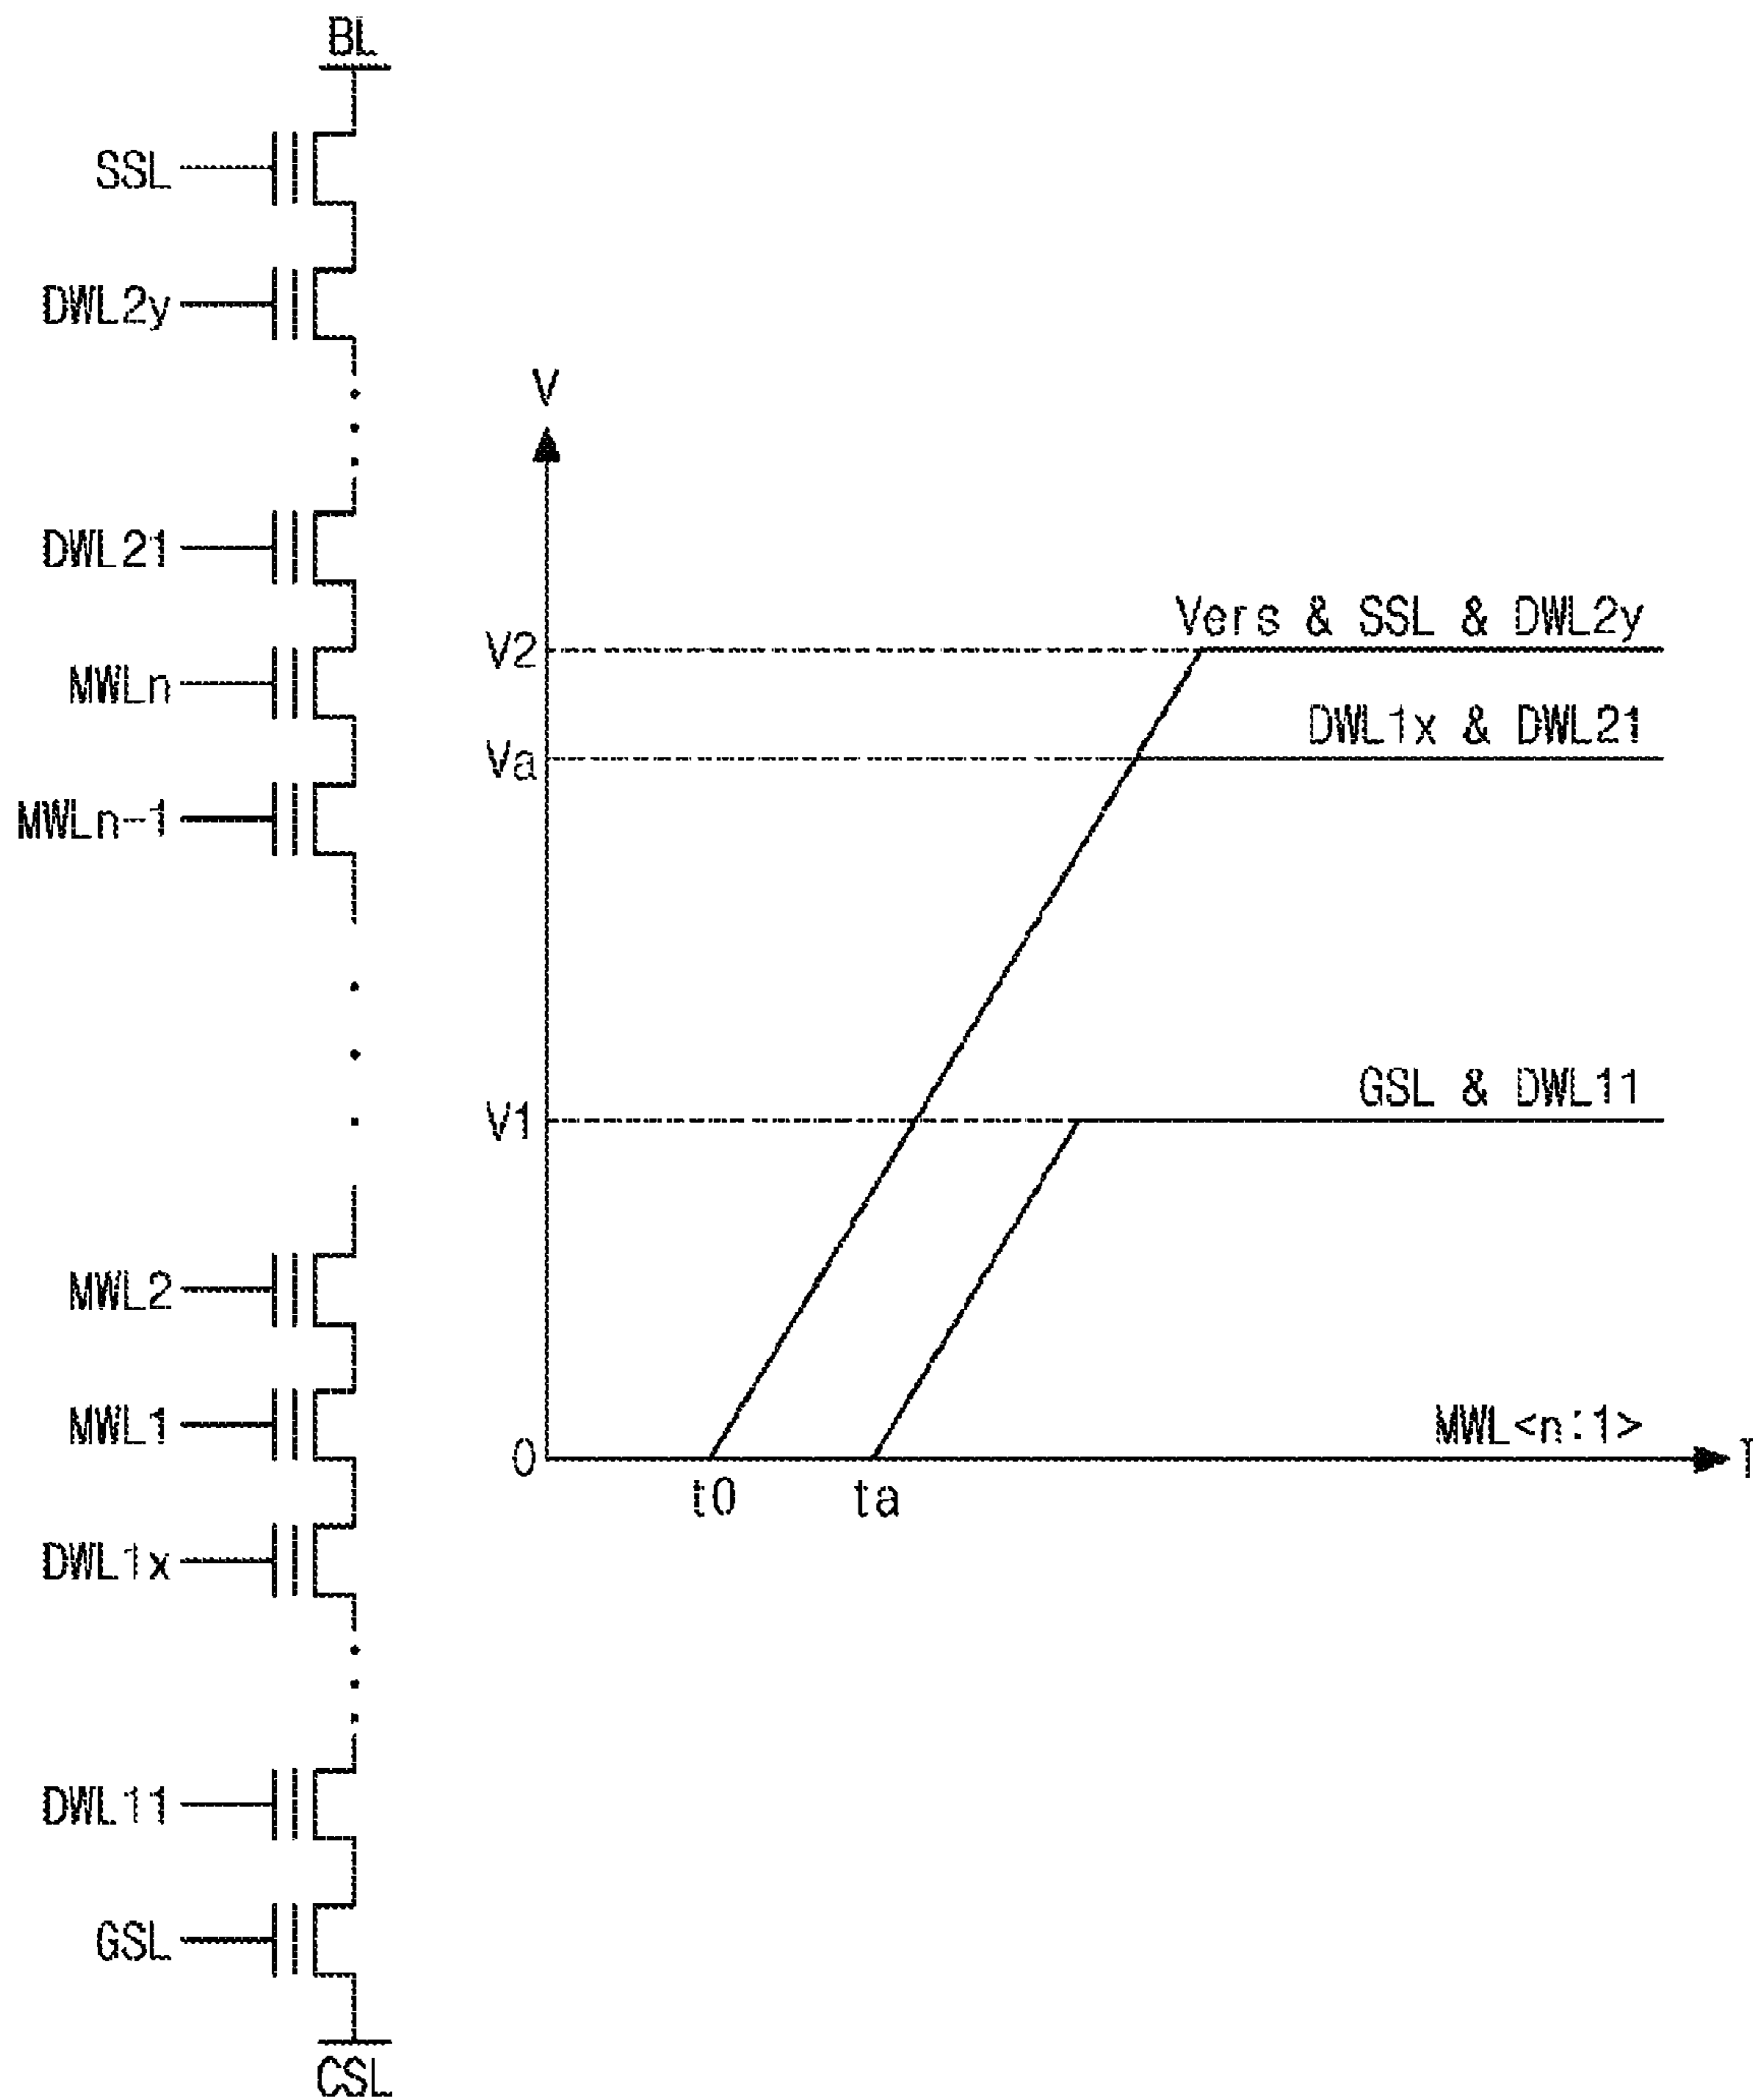 BL
SSL
DWL2y
DWL21
MWLn
MWLn-1
MWL2
MWL1
DWL1x
DWL11
GSL
CSL
V
V2
Va
V1
0
Vers & SSL & DWL2y
DWL1x & DWL21
GSL & DWL11
MWL<n:1>
T
t0
ta